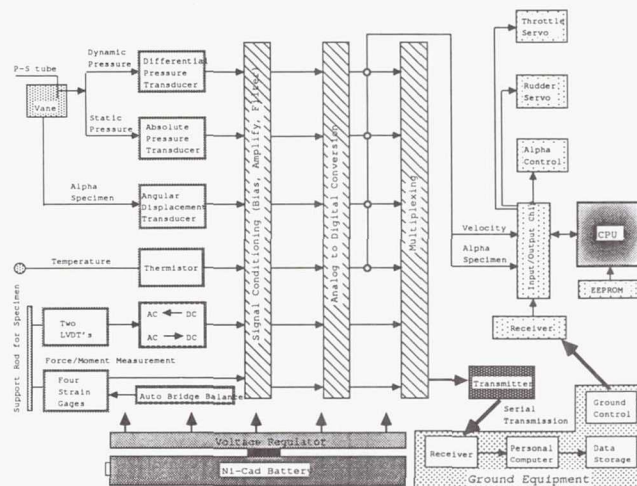 Throttle
Servo
Dynamic
Pressure
Differential
Pressure
Transducer
P-S tube
Vane
Rudder
Servo
Static
Pressure
Absolute
Pressure
Transducer
Alpha
Control
Alpha
Specimen
Angular
Displacement
Transducer
Signal Conditioning (Bias, Amplify, Filter)
Analog to Digital Conversion
Multiplexing
Velocity
Alpha
Specimen
Input/Output Chi
CPU
Temperature
Thermistor
EEPROM
Support Rod for Specimen
Two
LVDT's
AC DC
AC DC
Receiver
Force/Moment Measurement
Four
Strain
Gages
Auto Bridge Balance
Transmitter
Serial
Transmission
Ground
Control
Voltage Regulator
Ni-Cad Battery
Receiver
Personal
Computer
Data
Storage
Ground Equipment